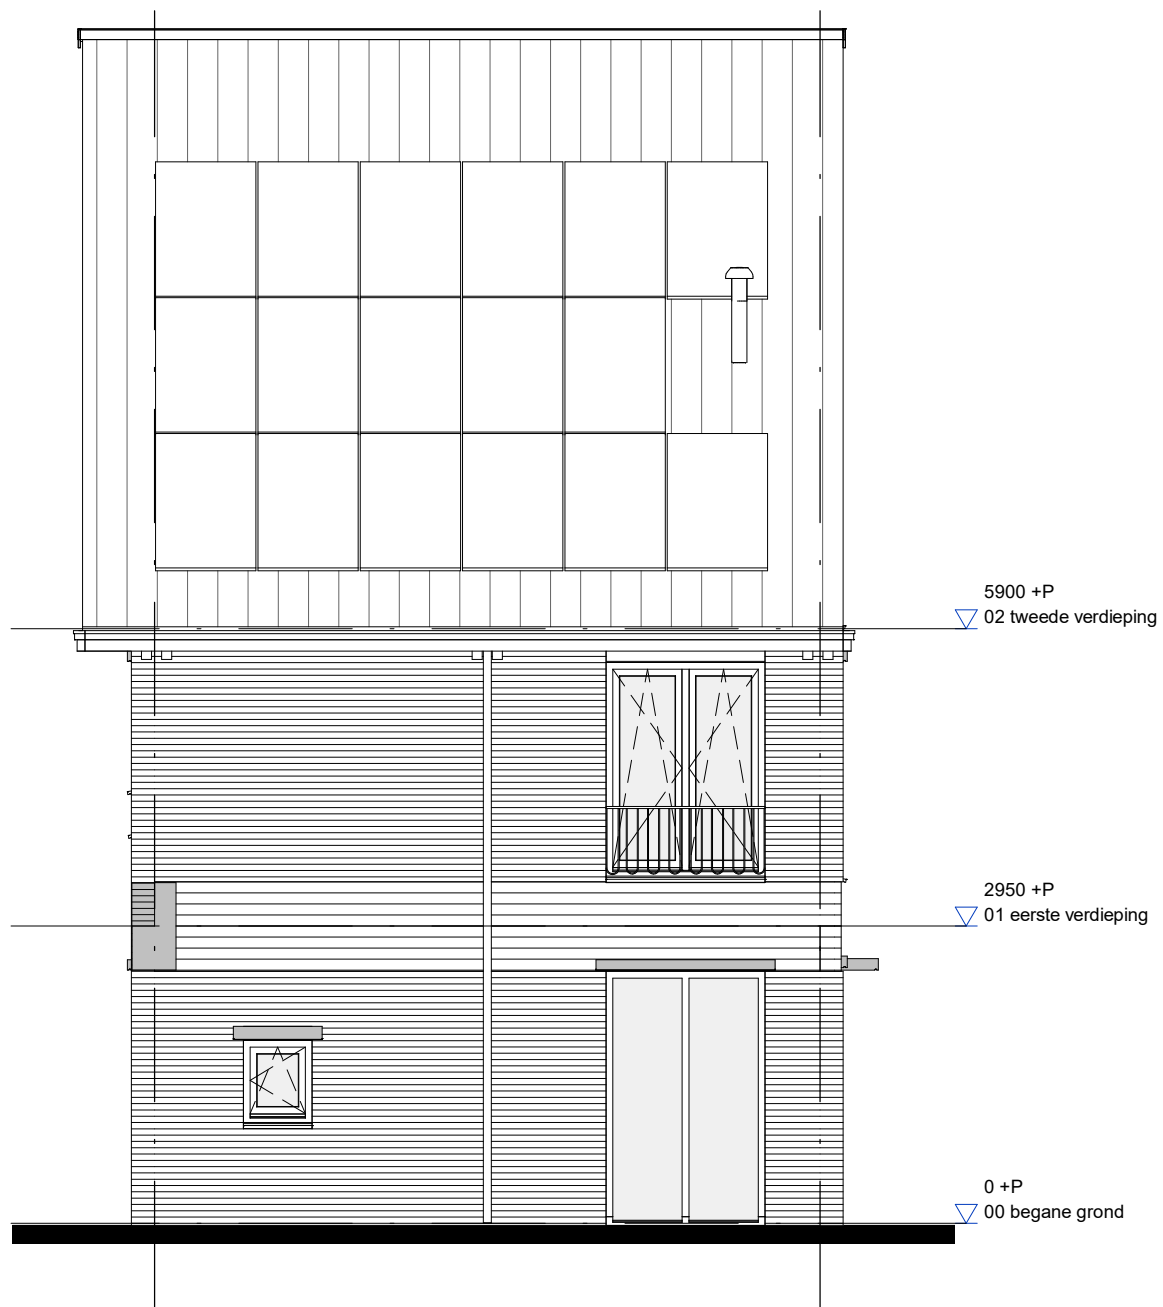 5900 +P
02 tweede verdieping
2950 +P
01 eerste verdieping
0 +P
00 begane grond